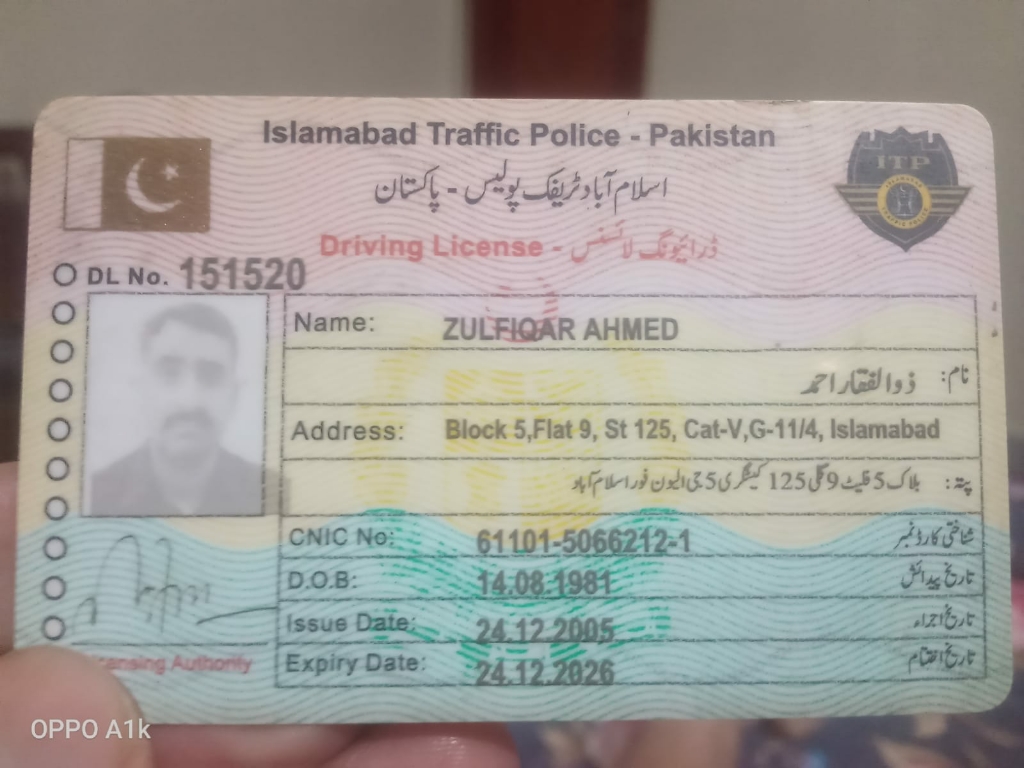 Islamabad Traffic Police - Pakistan
اسلام آباد ٹریفک پولیس - پاکستان
ITP
Driving License - ڈرائیونگ لائسنس
DL No. 151520
Name: ZULFIQAR AHMED
نام: ذوالفقار احمد
Address: Block 5,Flat 9, St 125, Cat-V,G-11/4, Islamabad
پتہ: بلاک 5 فلیٹ 9 گلی 125 کیٹگری 5 جی الیون فور اسلام آباد
CNIC No: 61101-5066212-1 شناختی کارڈ نمبر
D.O.B: 14.08.1981 تاریخ پیدائش
Issue Date: 24.12.2005 تاریخ اجراء
Expiry Date: 24.12.2026 تاریخ اختتام
Licensing Authority
OPPO A1k